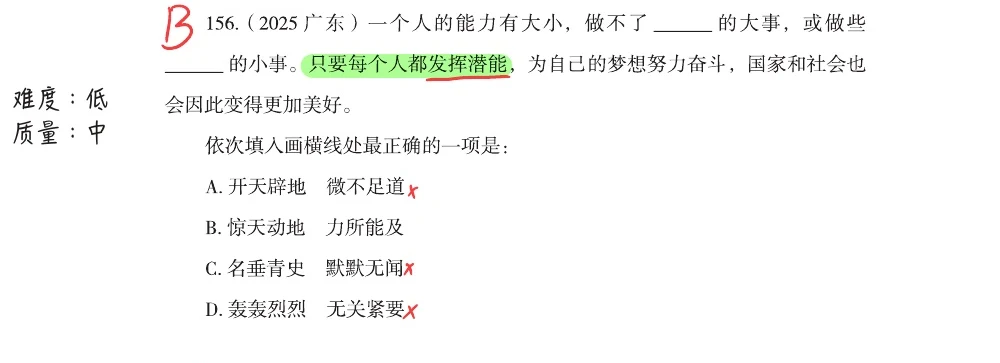 B 156.（2025 广东）一个人的能力有大小，做不了 ______ 的大事，或做些
______ 的小事。只要每个人都发挥潜能，为自己的梦想努力奋斗，国家和社会也
难度：低
会因此变得更加美好。
质量：中
依次填入画横线处最正确的一项是：
A. 开天辟地 微不足道 ✗
B. 惊天动地 力所能及
C. 名垂青史 默默无闻 ✗
D. 轰轰烈烈 无关紧要 ✗